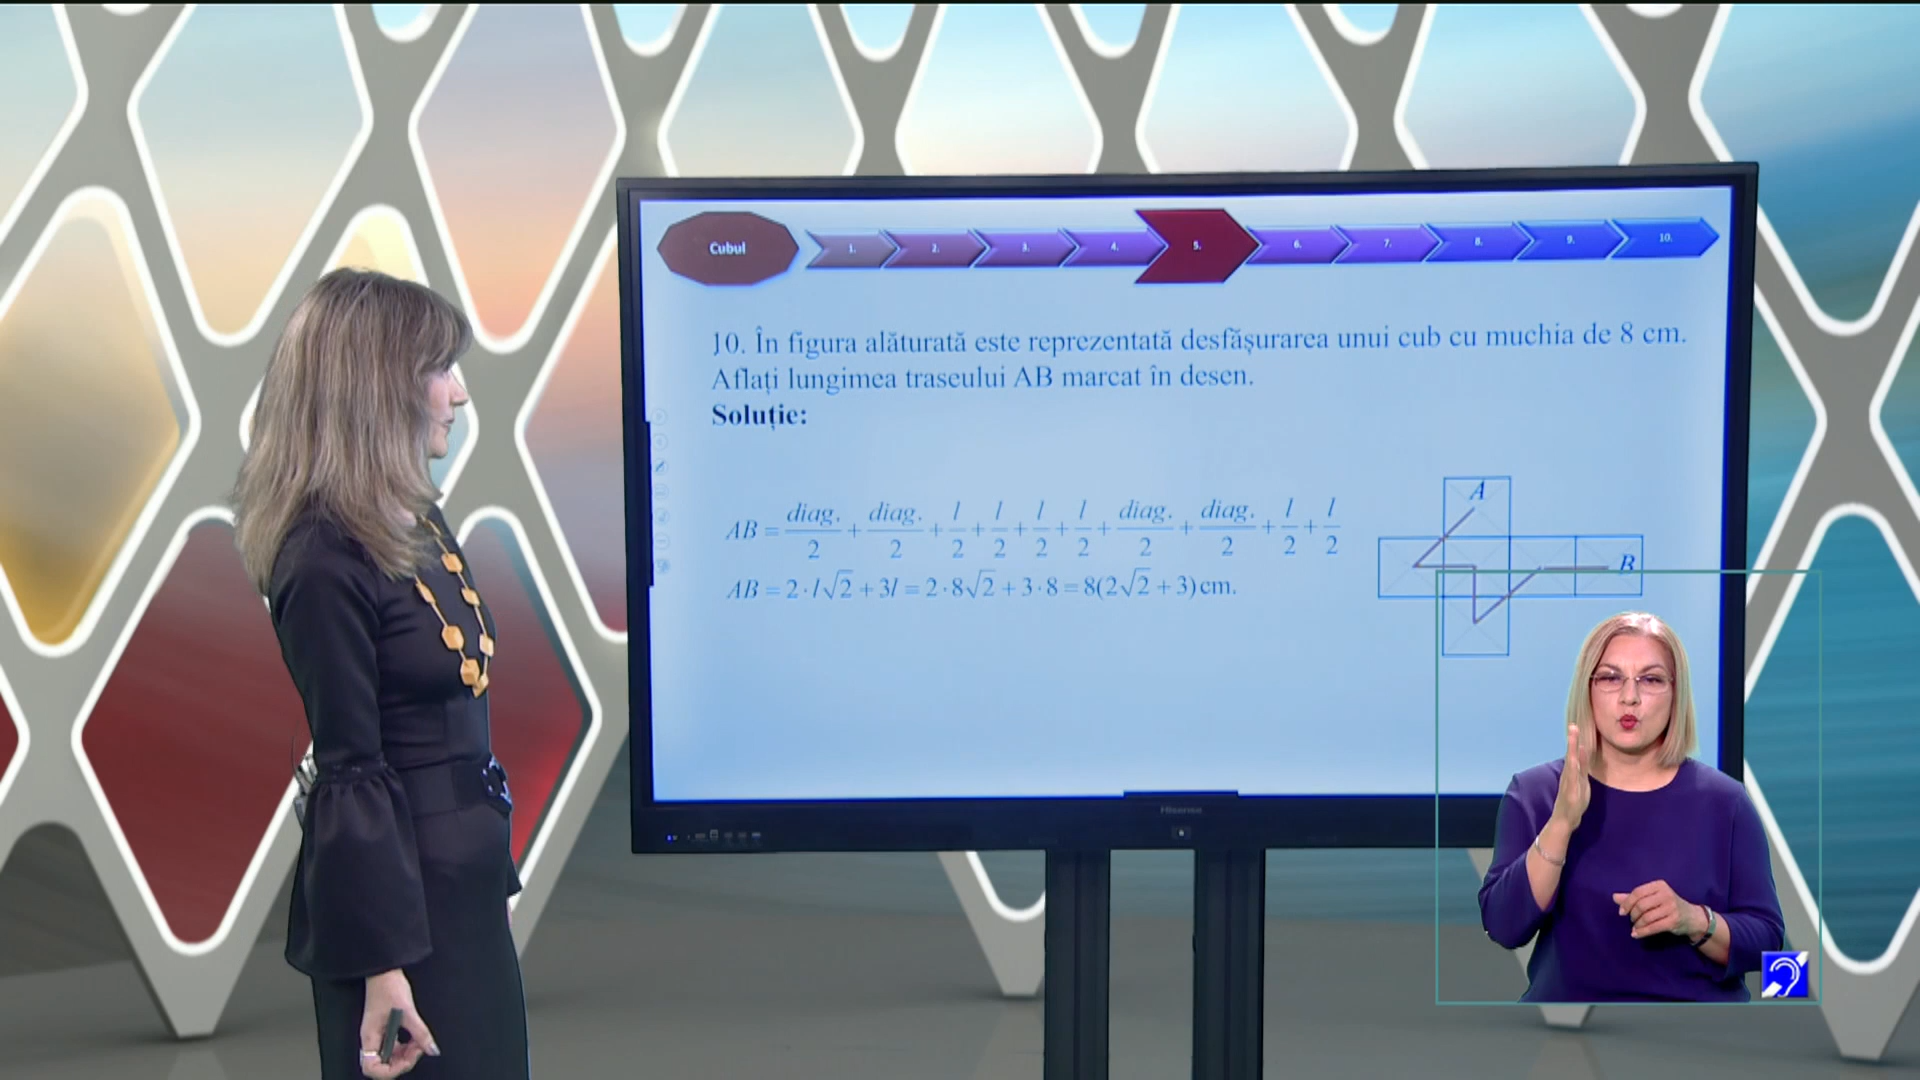 Cubul 1. 2. 3. 4. 5. 6. 7. 8. 9. 10.
10. În figura alăturată este reprezentată desfășurarea unui cub cu muchia de 8 cm.
Aflați lungimea traseului AB marcat în desen.
Soluție:
AB = diag./2 + diag./2 + l/2 + l/2 + l/2 + l/2 + diag./2 + diag./2 + l/2 + l/2
AB = 2·l√2 + 3l = 2·8√2 + 3·8 = 8(2√2 + 3) cm.
A
B
Hisense